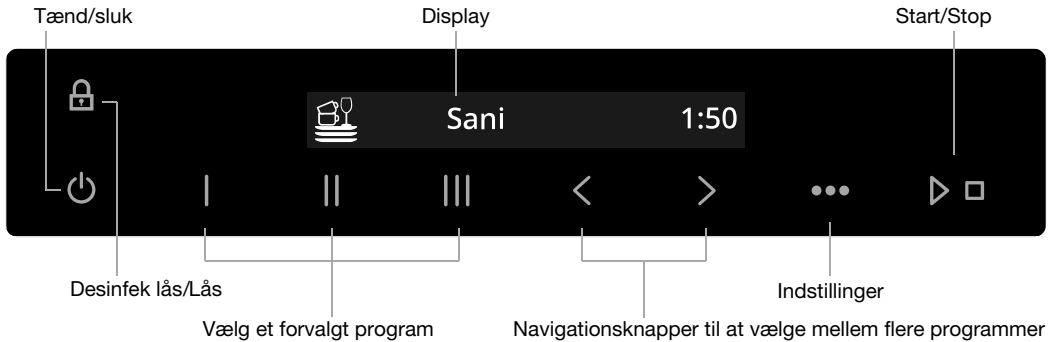 Tænd/sluk
Display
Start/Stop
Sani 1:50
Desinfek lås/Lås
Indstillinger
Vælg et forvalgt program
Navigationsknapper til at vælge mellem flere programmer